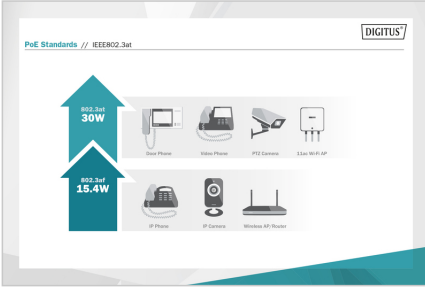 DIGITUS®
PoE Standards // IEEE802.3at
802.3at
30W
Door Phone
Video Phone
PTZ Camera
11ac Wi-Fi AP
802.3af
15.4W
IP Phone
IP Camera
Wireless AP/Router